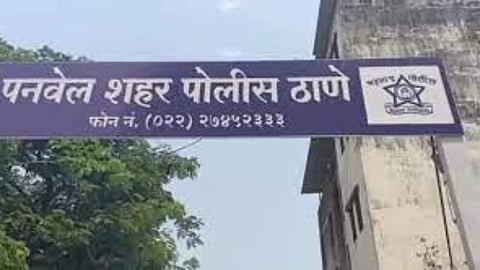 पनवेल शहर पोलीस ठाणे
फोन नं. (०२२) २७४५२३३३